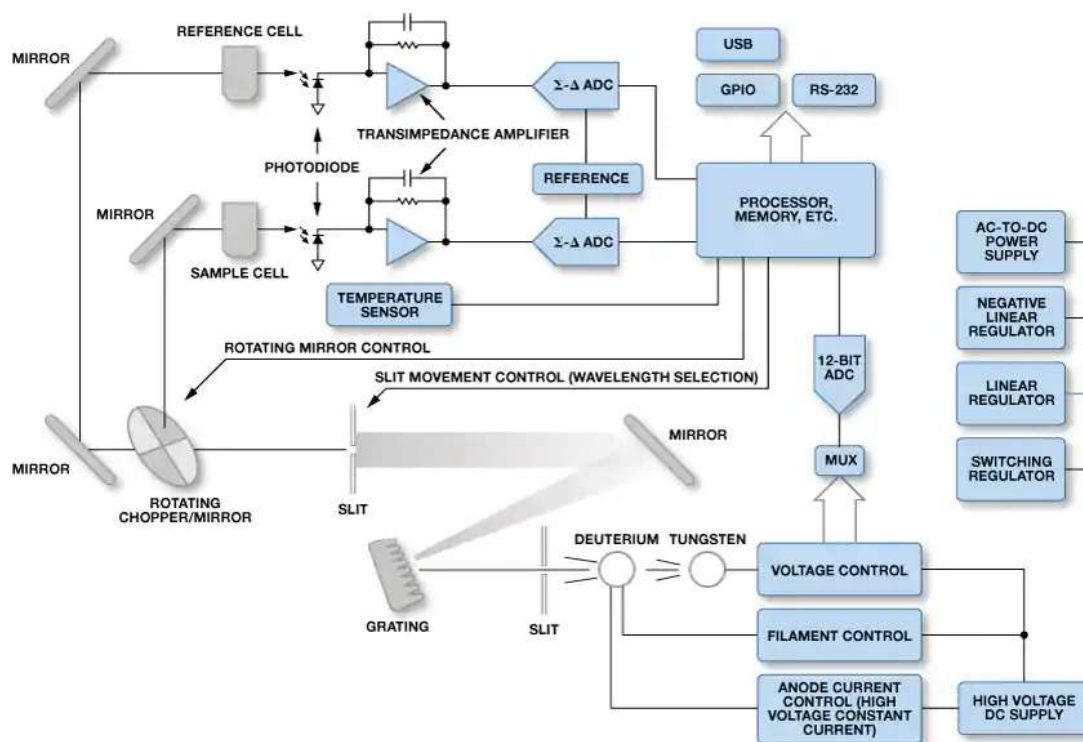 REFERENCE CELL
MIRROR
USB
GPIO
RS-232
Σ-Δ ADC
TRANSIMPEDANCE AMPLIFIER
PHOTODIODE
REFERENCE
PROCESSOR,
MEMORY, ETC.
MIRROR
Σ-Δ ADC
SAMPLE CELL
AC-TO-DC
POWER
SUPPLY
TEMPERATURE
SENSOR
NEGATIVE
LINEAR
REGULATOR
ROTATING MIRROR CONTROL
12-BIT
ADC
SLIT MOVEMENT CONTROL (WAVELENGTH SELECTION)
LINEAR
REGULATOR
MIRROR
MIRROR
MUX
SWITCHING
REGULATOR
ROTATING
CHOPPER/MIRROR
SLIT
DEUTERIUM
TUNGSTEN
VOLTAGE CONTROL
GRATING
SLIT
FILAMENT CONTROL
ANODE CURRENT
CONTROL (HIGH
VOLTAGE CONSTANT
CURRENT)
HIGH VOLTAGE
DC SUPPLY